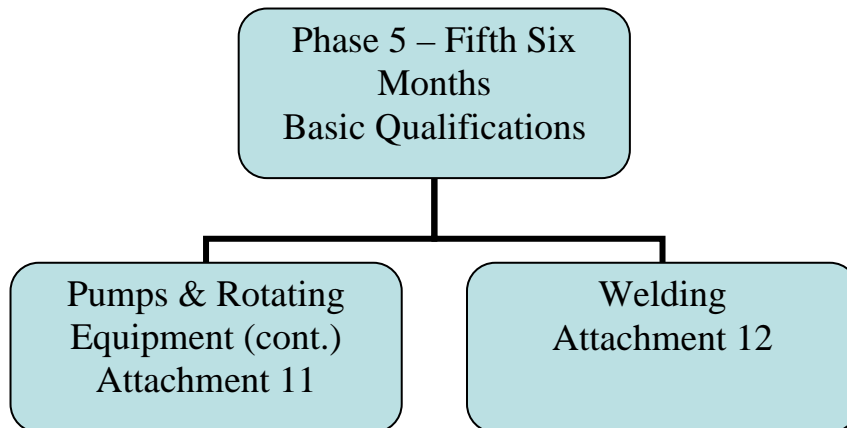 Phase 5 – Fifth Six
Months
Basic Qualifications
Pumps & Rotating
Equipment (cont.)
Attachment 11
Welding
Attachment 12